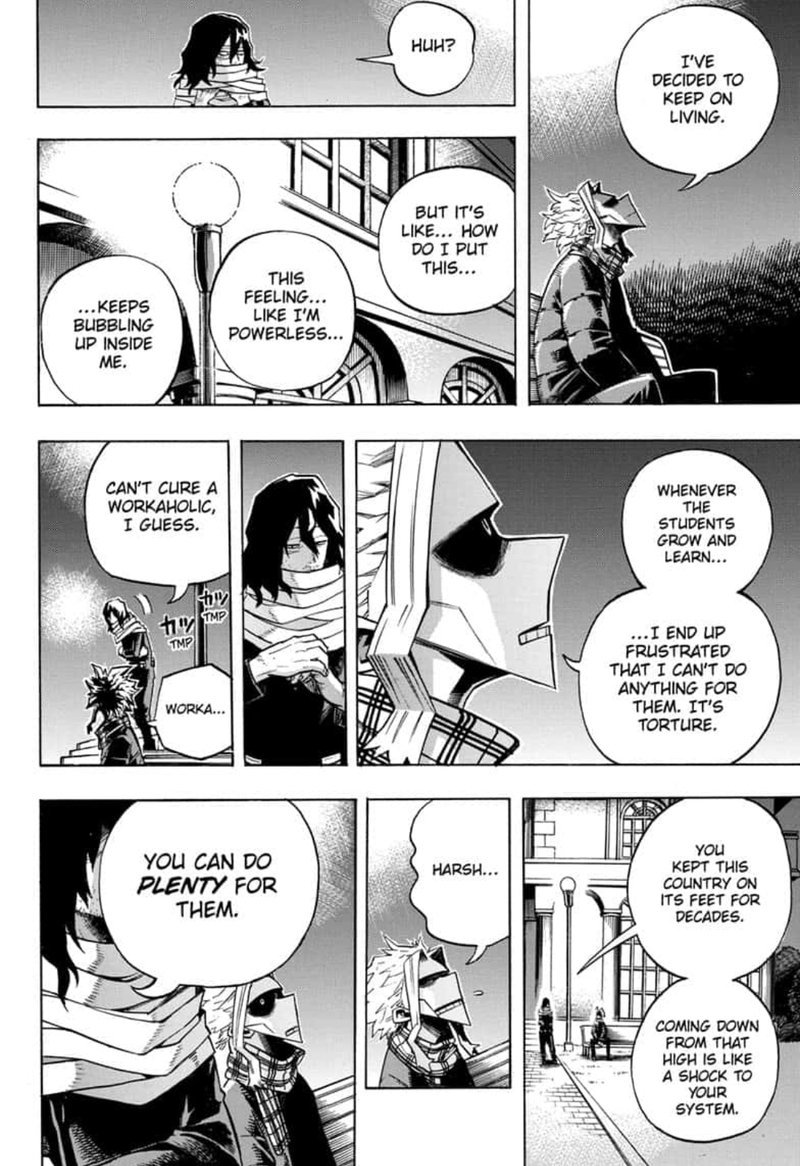 I'VE
DECIDED TO
KEEP ON
LIVING.
HUH?
BUT IT'S
LIKE... HOW
DO I PUT
THIS...
THIS
FEELING...
LIKE I'M
POWERLESS...
...KEEPS
BUBBLING
UP INSIDE
ME.
WHENEVER
THE
STUDENTS
GROW AND
LEARN...
...I END UP
FRUSTRATED
THAT I CAN'T DO
ANYTHING FOR
THEM. IT'S
TORTURE.
CAN'T CURE A
WORKAHOLIC,
I GUESS.
カツ
TMP
カツ
TMP
WORKA...
YOU
KEPT THIS
COUNTRY ON
ITS FEET FOR
DECADES.
COMING DOWN
FROM THAT
HIGH IS LIKE
A SHOCK TO
YOUR
SYSTEM.
HARSH...
YOU CAN DO
PLENTY FOR
THEM.